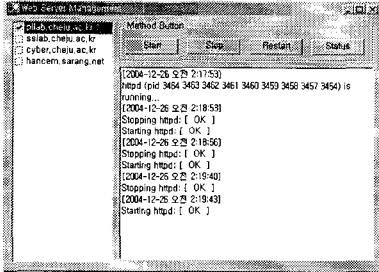 Web Server Management
pllab,cheju,ac,kr
sslab,cheju,ac,kr
cyber,cheju,ac,kr
hancem,sarang,net
Method Button
Start
Stop
Restart
Status
[2004-12-26 오전 2:17:53]
httpd (pid 3464 3463 3462 3461 3460 3459 3458 3457 3454) is
running...
[2004-12-26 오전 2:18:53]
Stopping httpd: [  OK  ]
Starting httpd: [  OK  ]
[2004-12-26 오전 2:18:56]
Stopping httpd: [  OK  ]
Starting httpd: [  OK  ]
[2004-12-26 오전 2:19:40]
Stopping httpd: [  OK  ]
[2004-12-26 오전 2:19:43]
Starting httpd: [  OK  ]